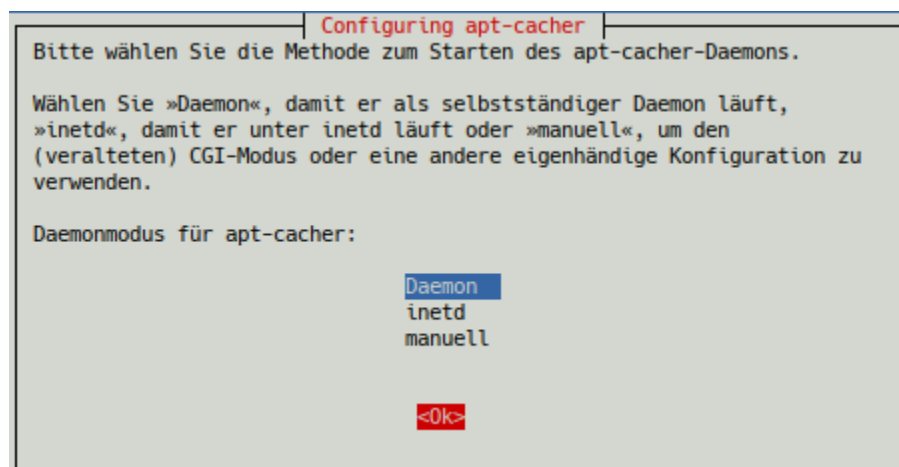 Configuring apt-cacher
Bitte wählen Sie die Methode zum Starten des apt-cacher-Daemons.
Wählen Sie »Daemon«, damit er als selbstständiger Daemon läuft,
»inetd«, damit er unter inetd läuft oder »manuell«, um den
(veralteten) CGI-Modus oder eine andere eigenhändige Konfiguration zu
verwenden.
Daemonmodus für apt-cacher:
Daemon
inetd
manuell
<Ok>